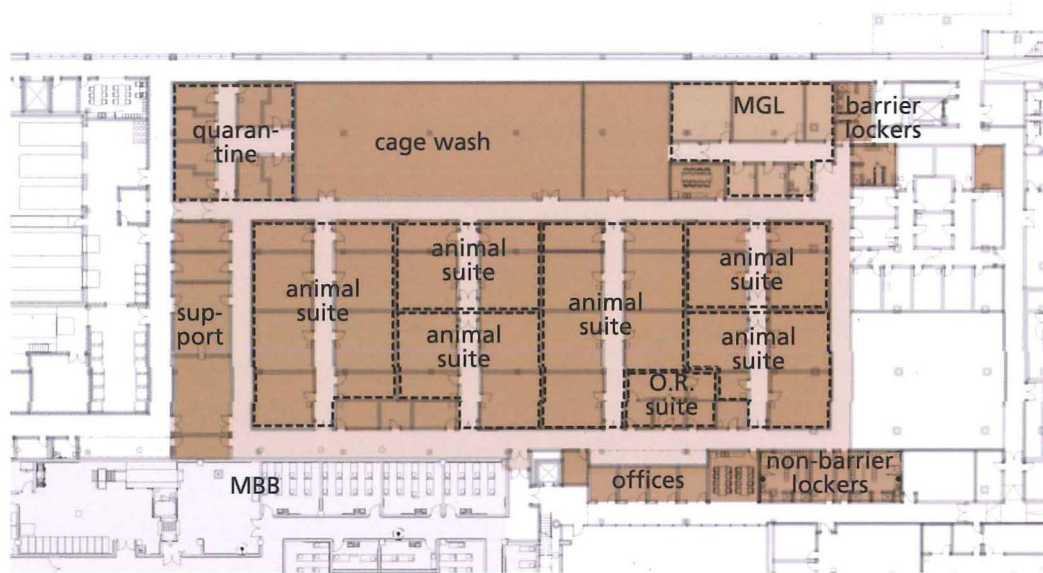 MGL
barrier
lockers
quaran-
tine
cage wash
animal
suite
animal
suite
animal
suite
animal
suite
sup-
port
animal
suite
animal
suite
O.R.
suite
MBB
offices
non-barrier
lockers